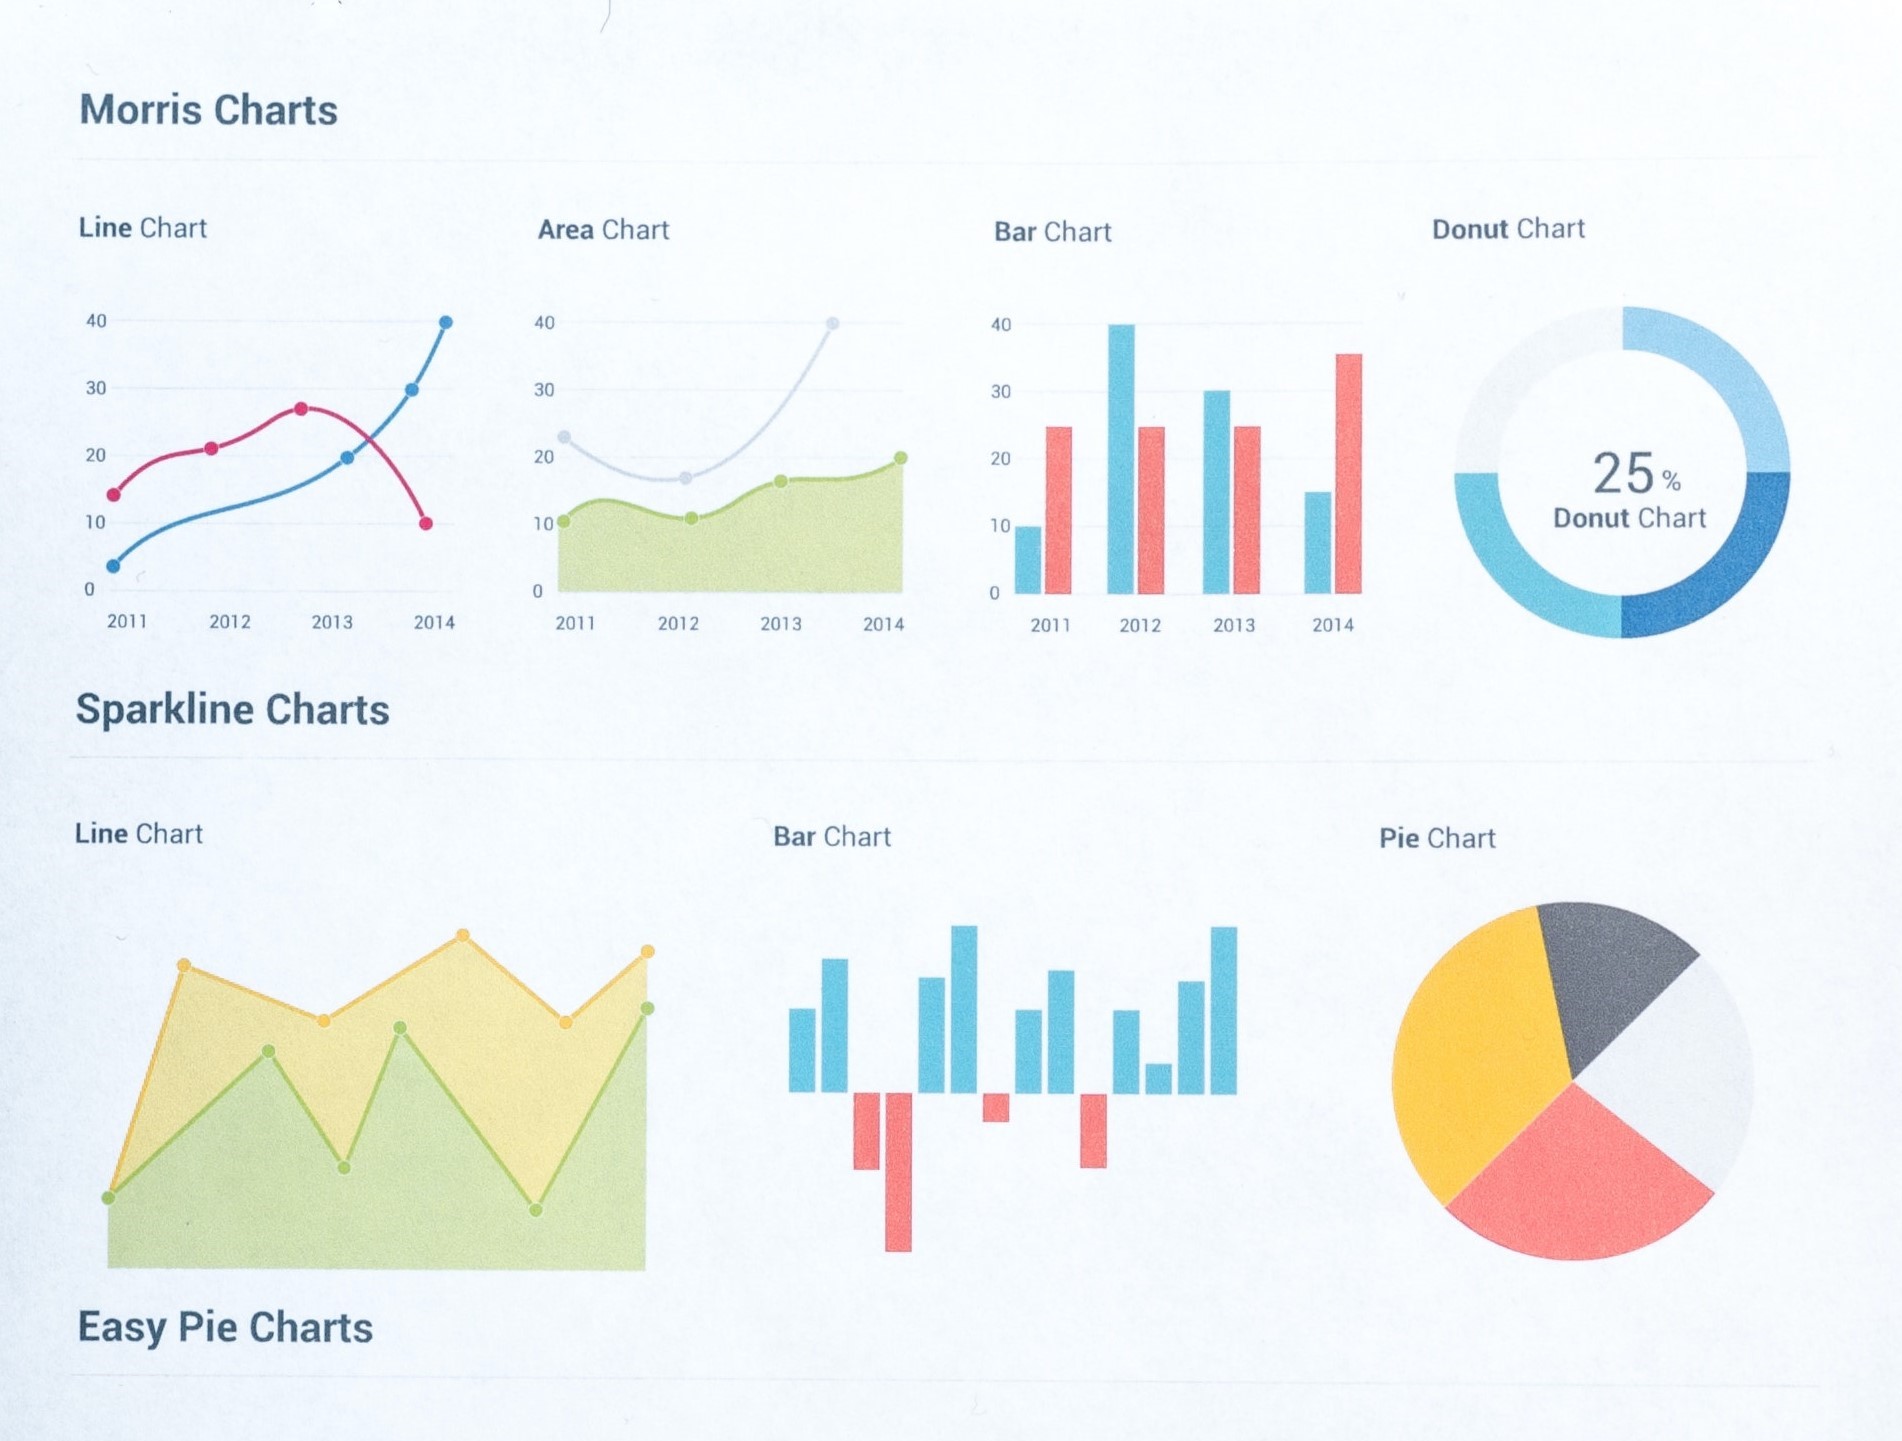 Morris Charts
Line Chart
40
30
20
10
0
2011 2012 2013 2014
Area Chart
40
30
20
10
0
2011 2012 2013 2014
Bar Chart
40
30
20
10
0
2011 2012 2013 2014
Donut Chart
25 %
Donut Chart
Sparkline Charts
Line Chart
Bar Chart
Pie Chart
Easy Pie Charts